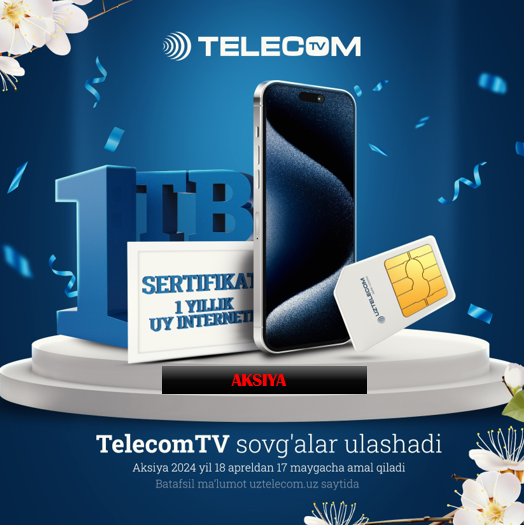 TELECOM TV
1TB
SERTIFIKAT
1 YILLIK
UY INTERNETI
UZTELECOM
AKSIYA
TelecomTV sovg'alar ulashadi
Aksiya 2024 yil 18 apreldan 17 maygacha amal qiladi
Batafsil ma'lumot uztelecom.uz saytida